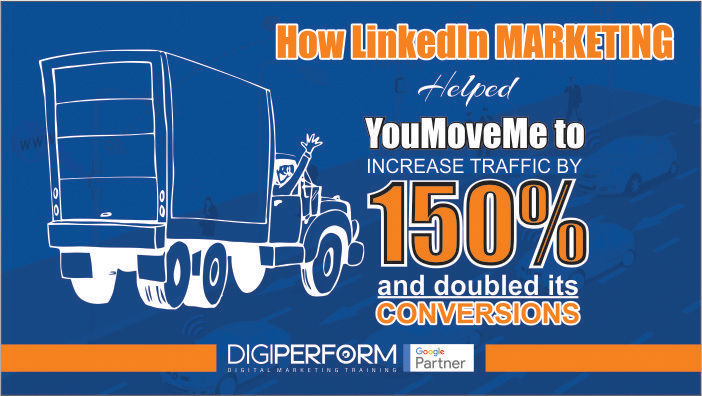 How LinkedIn MARKETING
Helped
YouMoveMe to
INCREASE TRAFFIC BY
150%
and doubled its
CONVERSIONS
DIGIPERFORM
DIGITAL MARKETING TRAINING
Google
Partner